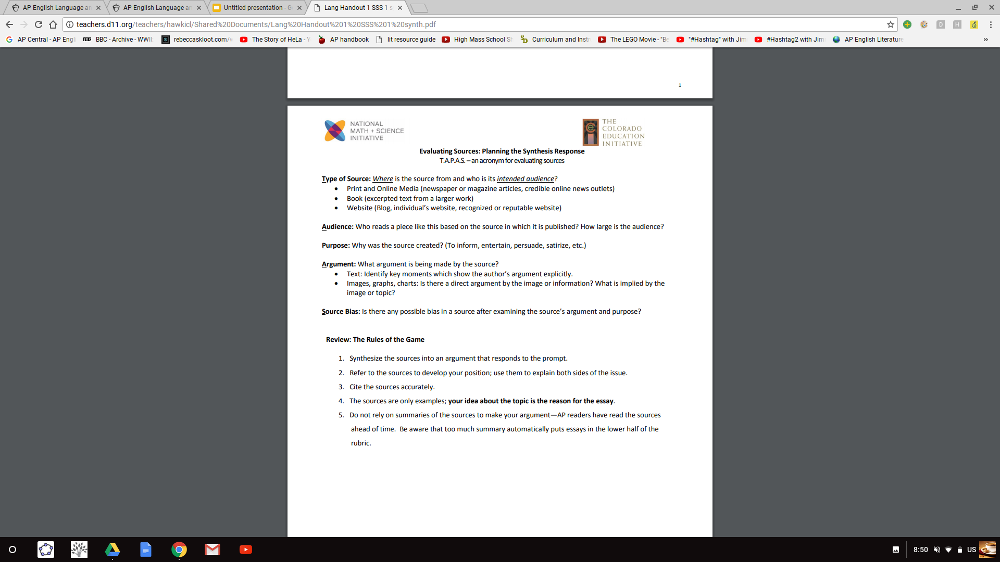 AP English Language an
AP English Language an
Untitled presentation - G
Lang Handout 1 SSS 1 s
teachers.d11.org/teachers/hawkicl/Shared%20Documents/Lang%20Handout%201%20SSS%201%20synth.pdf
AP Central - AP Engli
BBC - Archive - WWII:
rebeccaskloot.com/
The Story of HeLa - Y
AP handbook
lit resource guide
High Mass School S
Curriculum and Instr
The LEGO Movie - "Be
"#Hashtag" with Jim
#Hashtag2 with Jim
AP English Literature
»
1
NATIONAL
MATH + SCIENCE
INITIATIVE
THE
COLORADO
EDUCATION
INITIATIVE
Evaluating Sources: Planning the Synthesis Response
T.A.P.A.S. – an acronym for evaluating sources
Type of Source: Where is the source from and who is its intended audience?
• Print and Online Media (newspaper or magazine articles, credible online news outlets)
• Book (excerpted text from a larger work)
• Website (Blog, individual’s website, recognized or reputable website)
Audience: Who reads a piece like this based on the source in which it is published? How large is the audience?
Purpose: Why was the source created? (To inform, entertain, persuade, satirize, etc.)
Argument: What argument is being made by the source?
• Text: Identify key moments which show the author’s argument explicitly.
• Images, graphs, charts: Is there a direct argument by the image or information? What is implied by the
image or topic?
Source Bias: Is there any possible bias in a source after examining the source’s argument and purpose?
Review: The Rules of the Game
1. Synthesize the sources into an argument that responds to the prompt.
2. Refer to the sources to develop your position; use them to explain both sides of the issue.
3. Cite the sources accurately.
4. The sources are only examples; your idea about the topic is the reason for the essay.
5. Do not rely on summaries of the sources to make your argument—AP readers have read the sources
ahead of time. Be aware that too much summary automatically puts essays in the lower half of the
rubric.
8:50
US